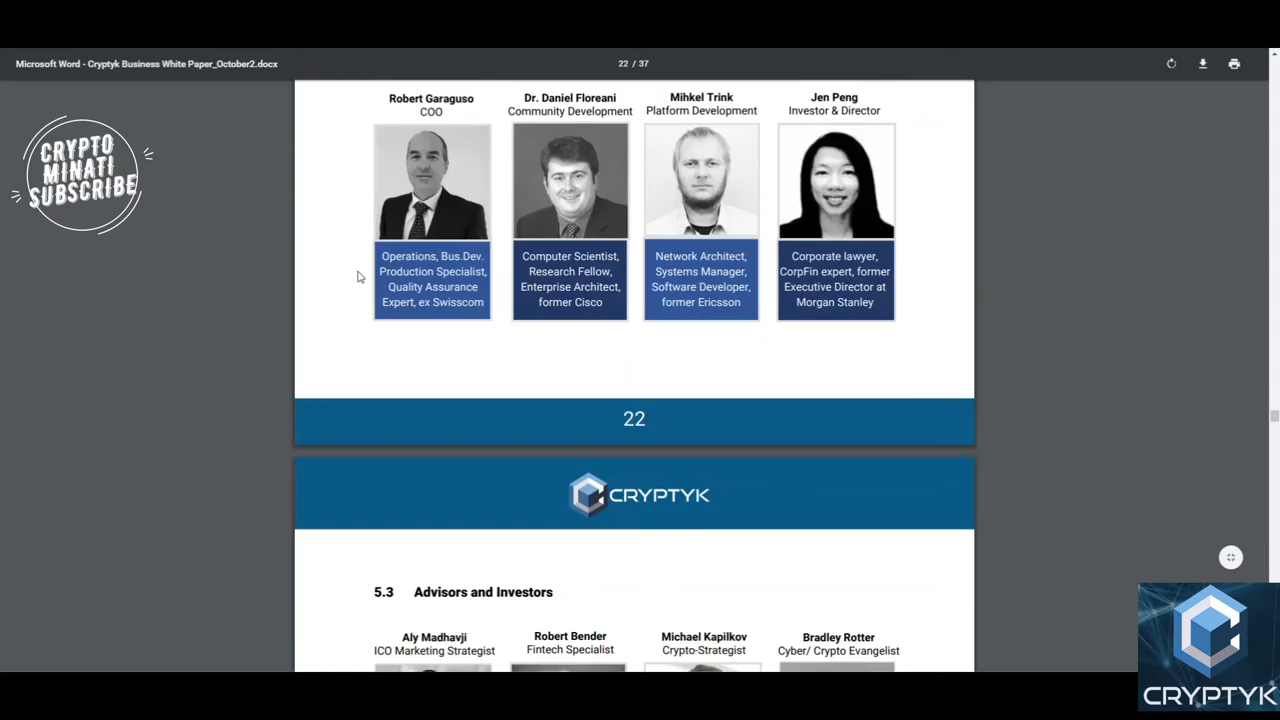 Microsoft Word - Cryptyk Business White Paper_October2.docx
22 / 37
CRYPTO
MINATI
SUBSCRIBE
Robert Garaguso
COO
Operations, Bus.Dev.
Production Specialist,
Quality Assurance
Expert, ex Swisscom
Dr. Daniel Floreani
Community Development
Computer Scientist,
Research Fellow,
Enterprise Architect,
former Cisco
Mihkel Trink
Platform Development
Network Architect,
Systems Manager,
Software Developer,
former Ericsson
Jen Peng
Investor & Director
Corporate lawyer,
CorpFin expert, former
Executive Director at
Morgan Stanley
22
CRYPTYK
5.3 Advisors and Investors
Aly Madhavji
ICO Marketing Strategist
Robert Bender
Fintech Specialist
Michael Kapilkov
Crypto-Strategist
Bradley Rotter
Cyber/ Crypto Evangelist
CRYPTYK